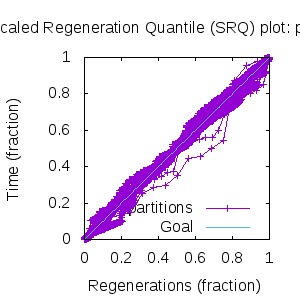 caled Regeneration Quantile (SRQ) plot: p
1
0.8
0.6
0.4
0.2
0
Time (fraction)
artitions
Goal
0 0.2 0.4 0.6 0.8 1
Regenerations (fraction)